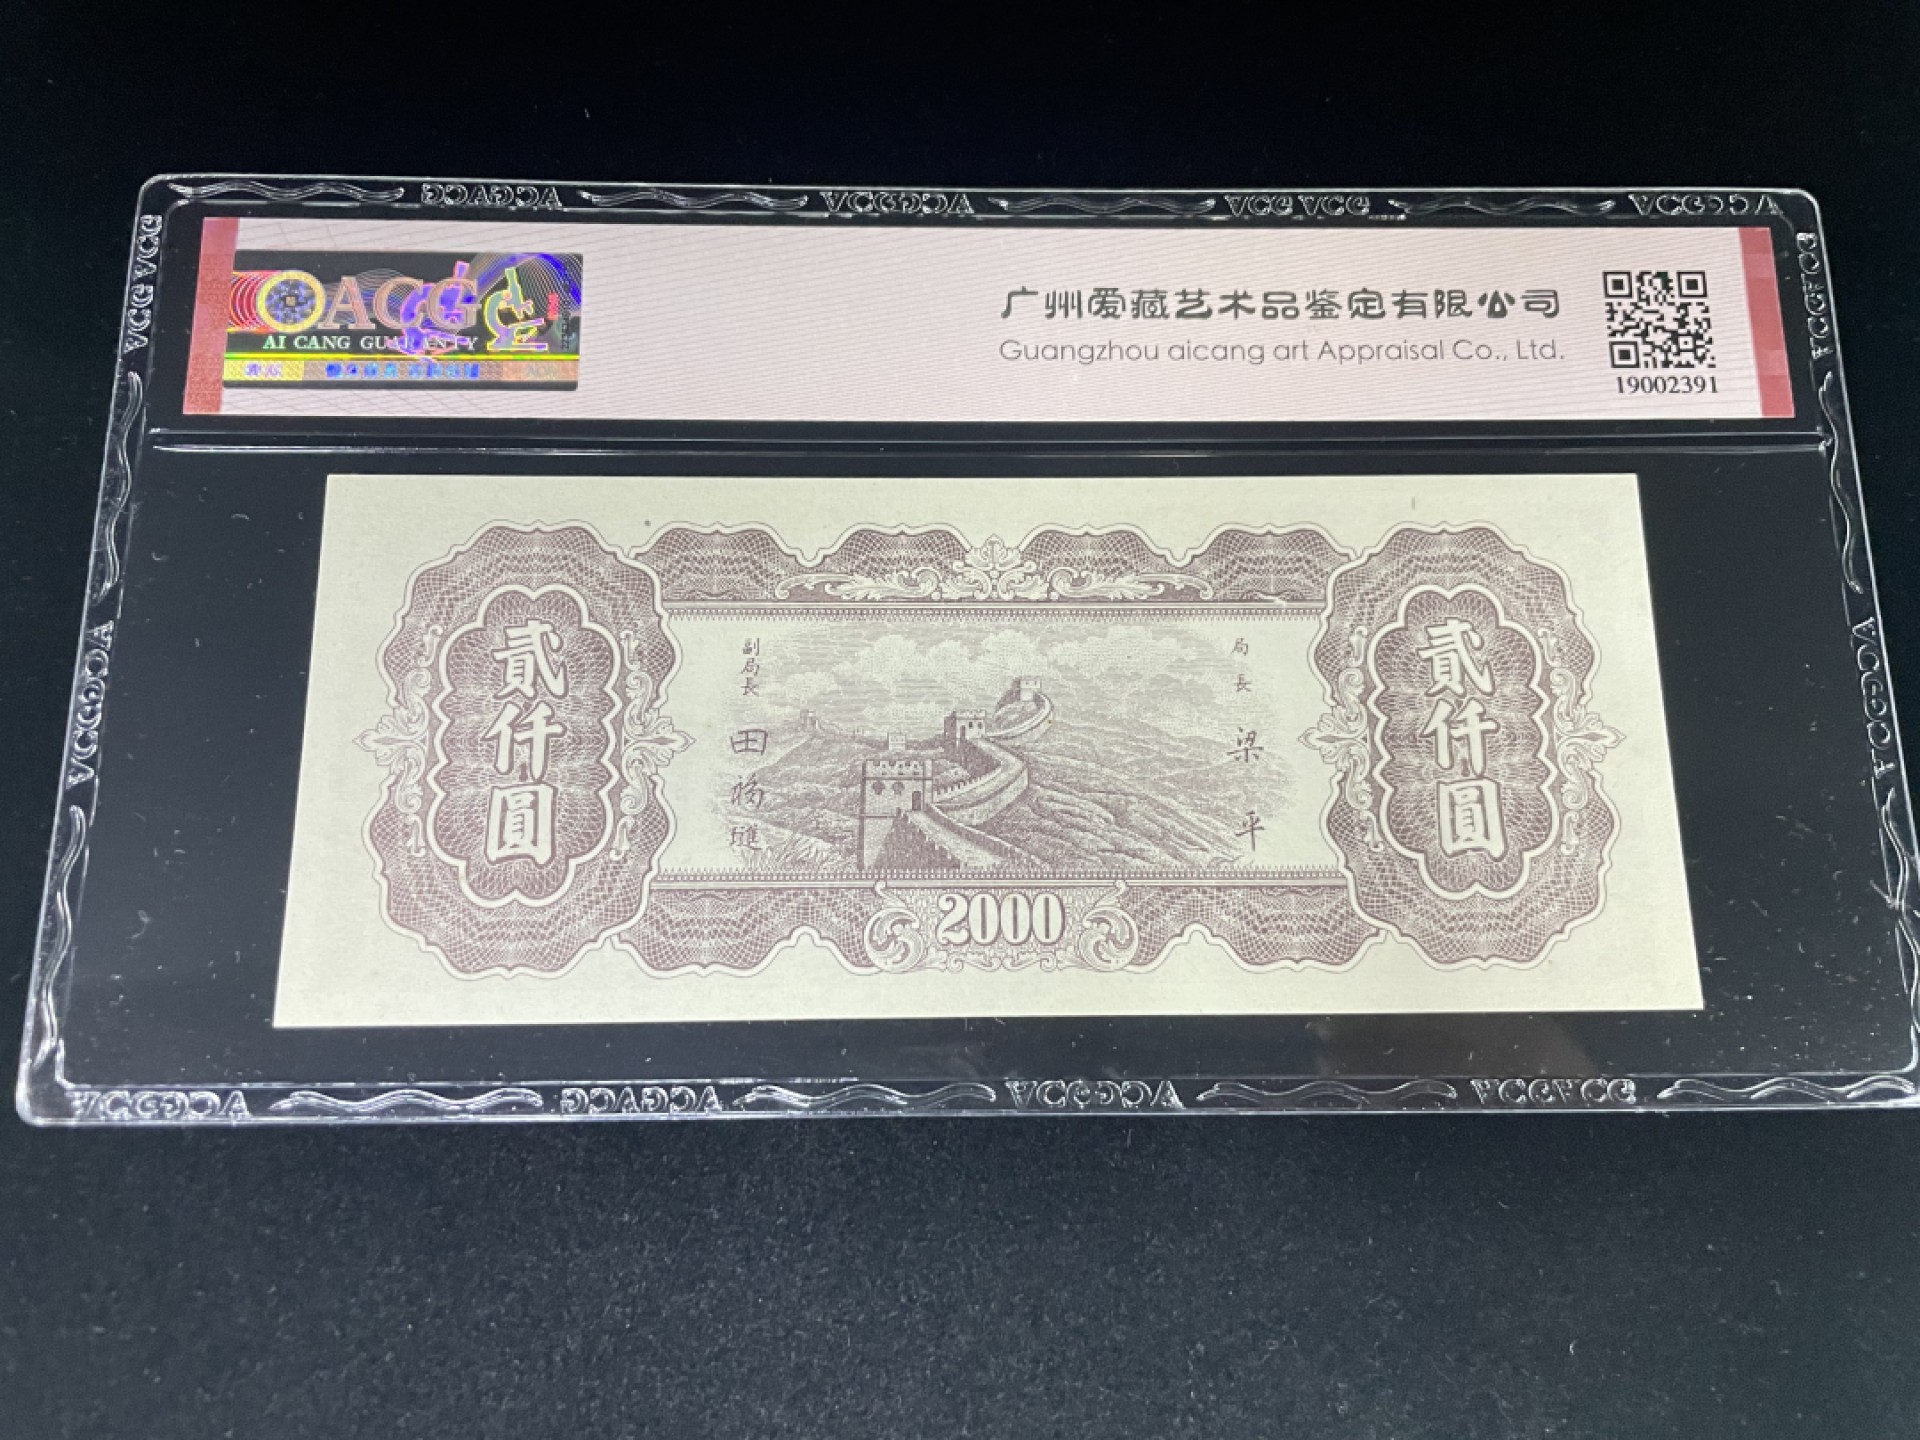 ACG
AI CANG GUARANTY
广州爱藏艺术品鉴定有限公司
Guangzhou aicang art Appraisal Co., Ltd.
19002391
貳仟圓
副局長
田
局長
梁平
貳仟圓
2000